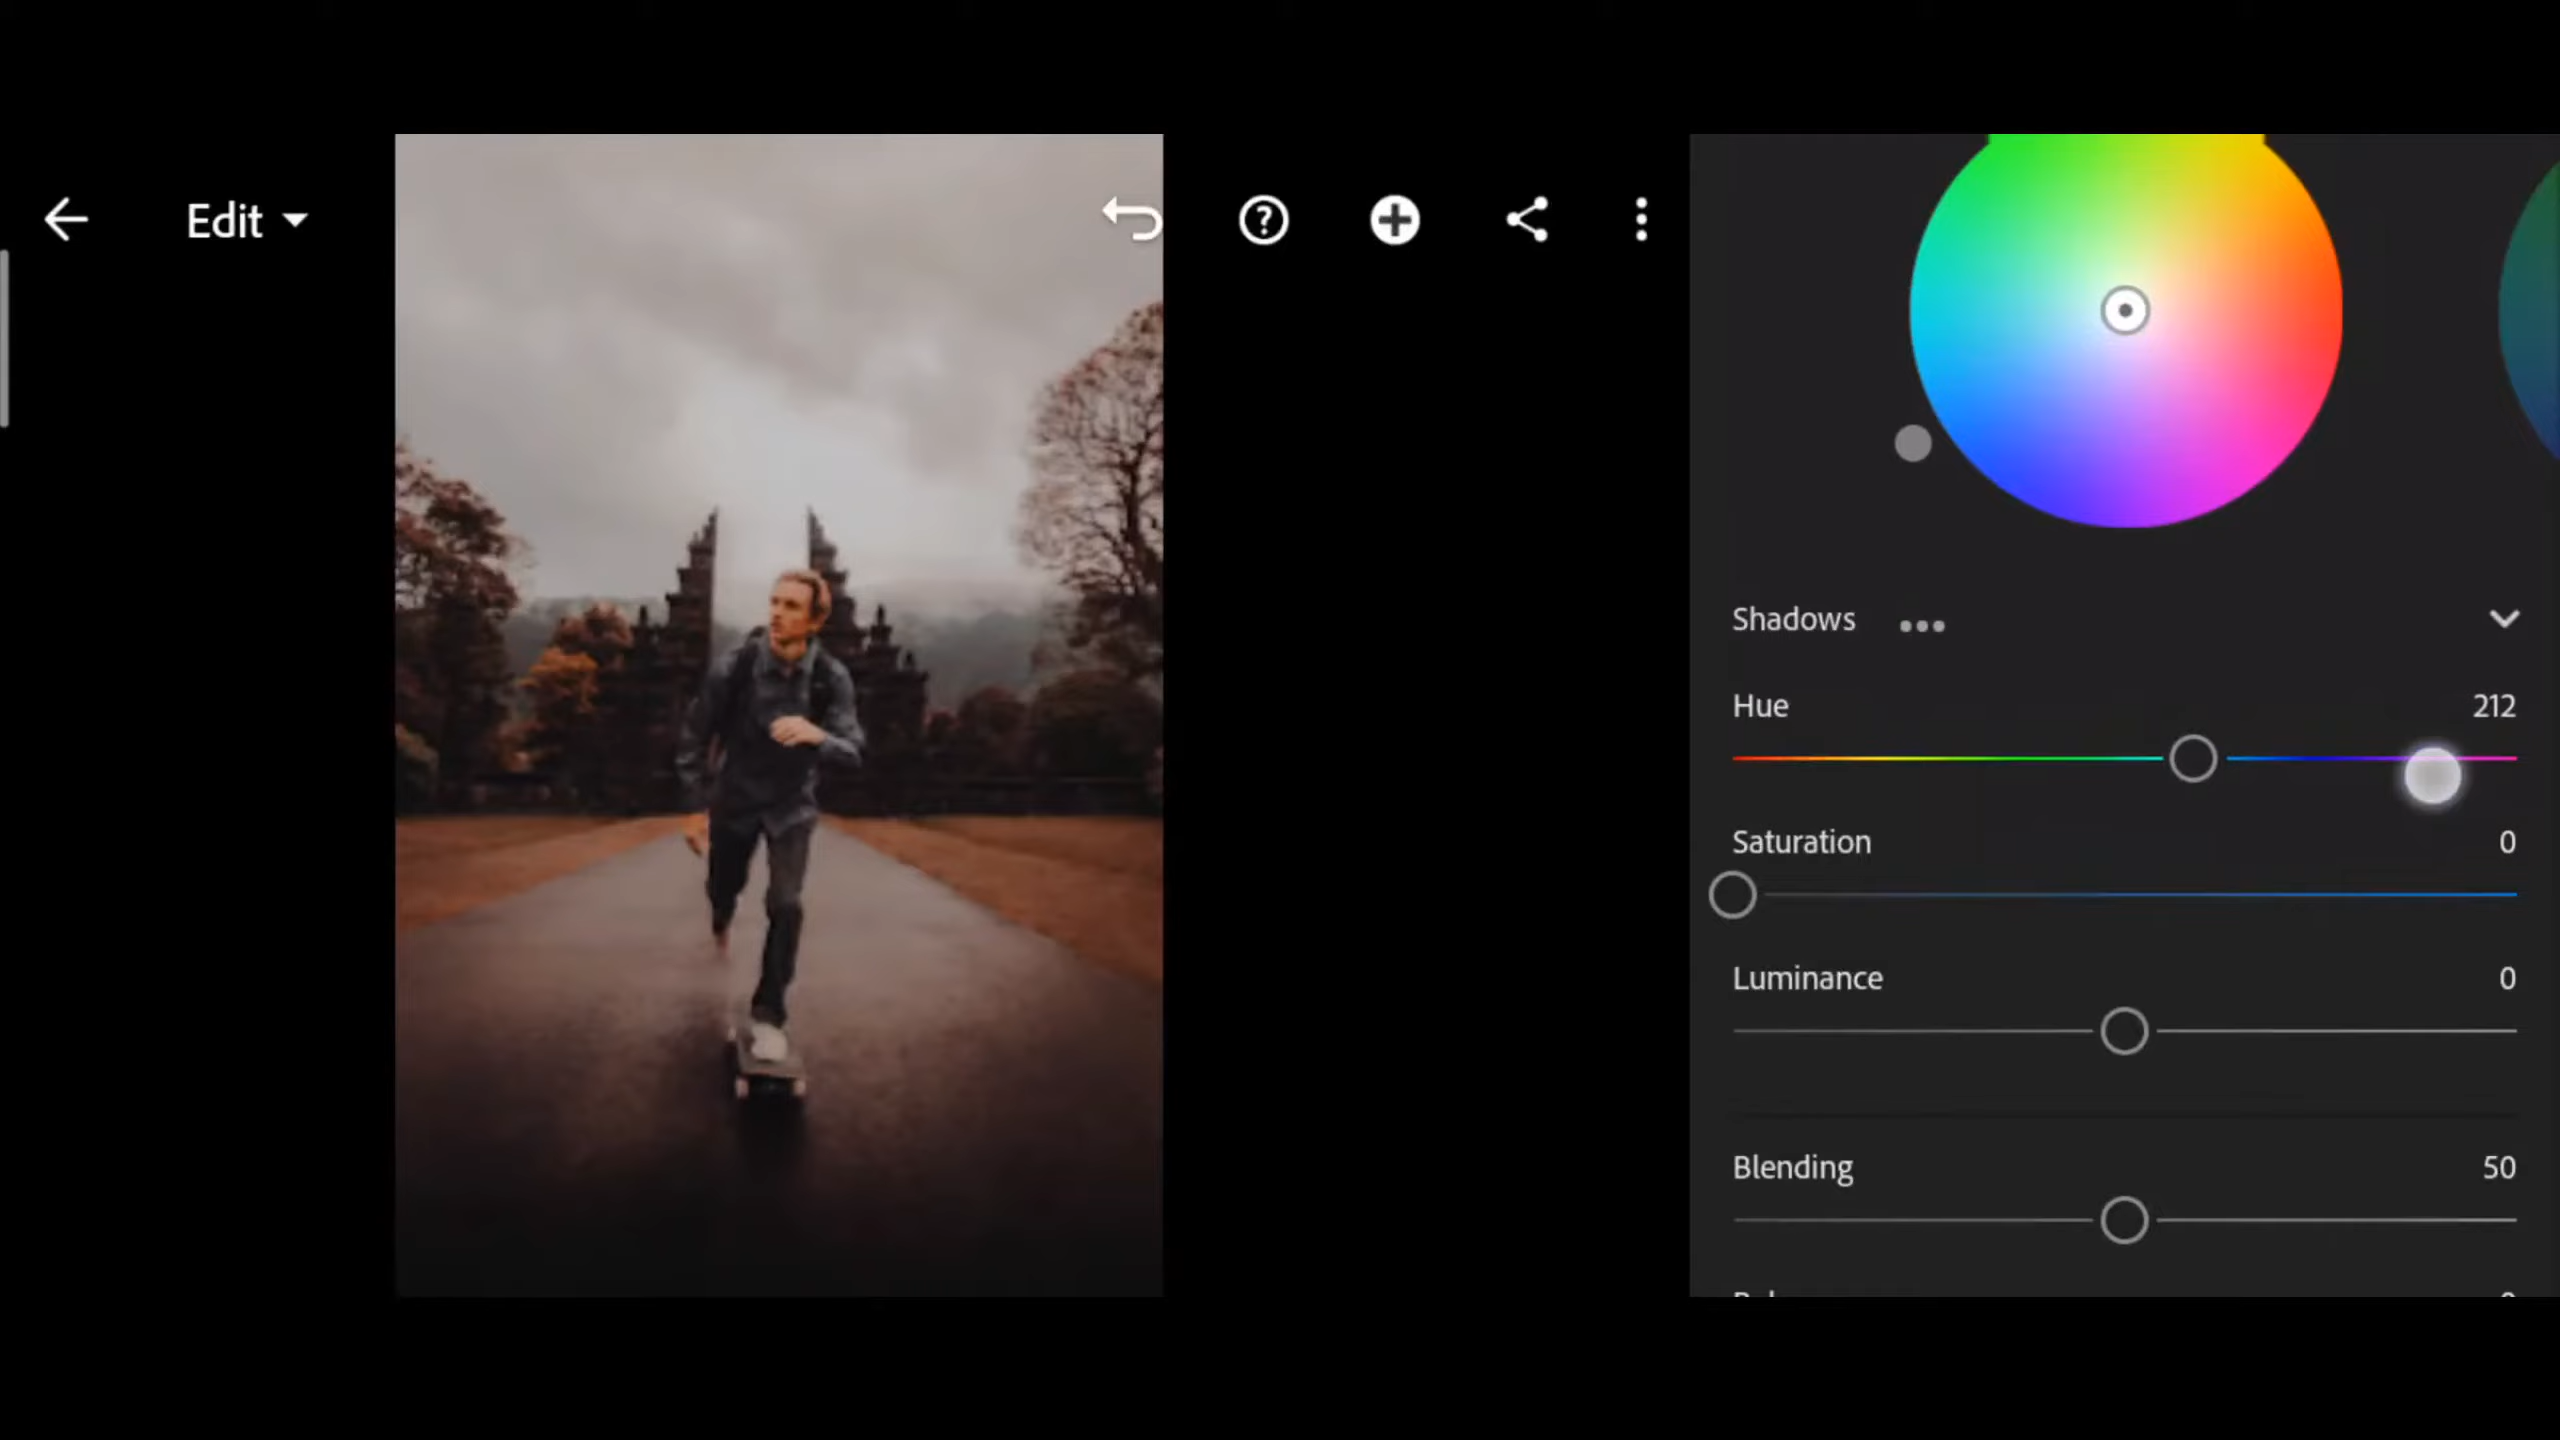 Edit
Shadows
Hue 212
Saturation 0
Luminance 0
Blending 50